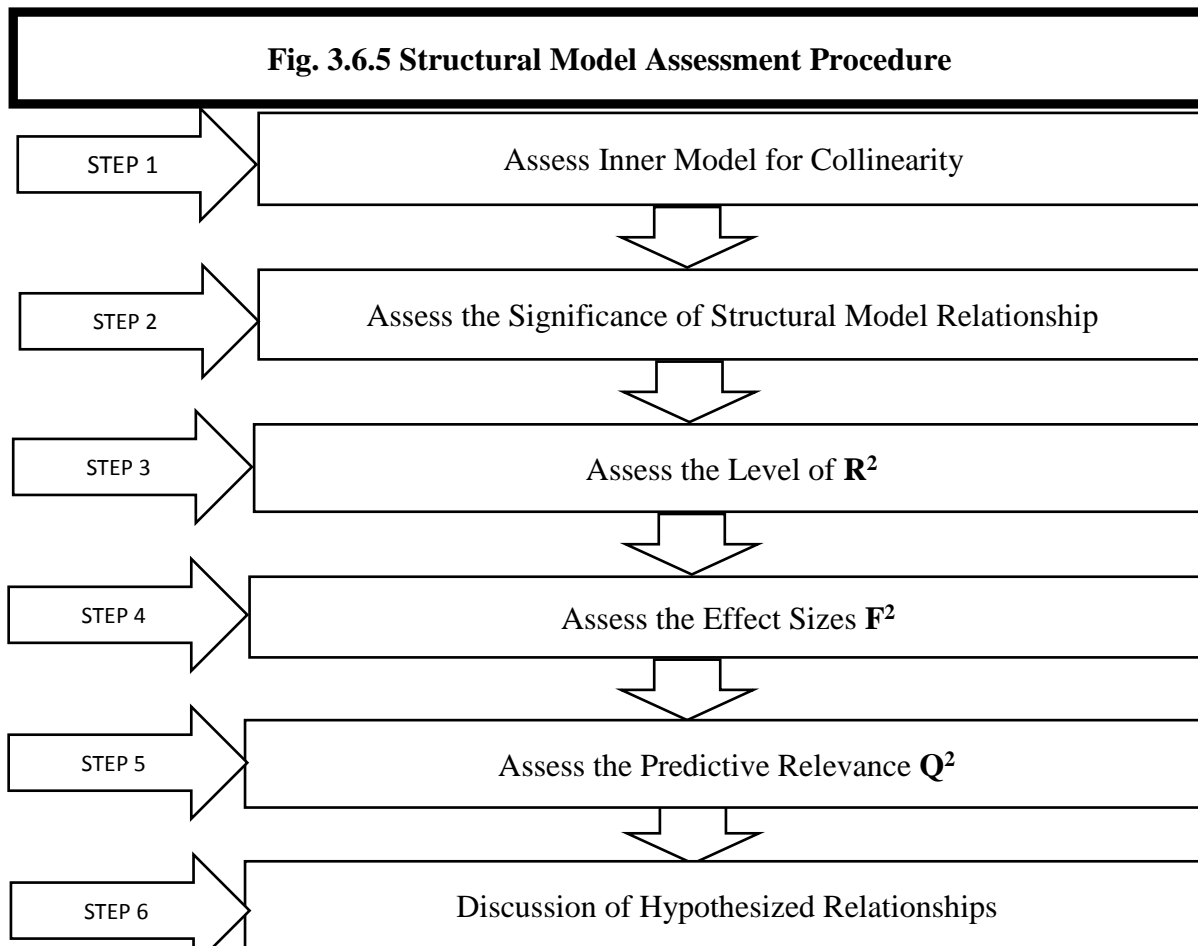 Fig. 3.6.5 Structural Model Assessment Procedure
STEP 1
Assess Inner Model for Collinearity
STEP 2
Assess the Significance of Structural Model Relationship
STEP 3
Assess the Level of R²
STEP 4
Assess the Effect Sizes F²
STEP 5
Assess the Predictive Relevance Q²
STEP 6
Discussion of Hypothesized Relationships